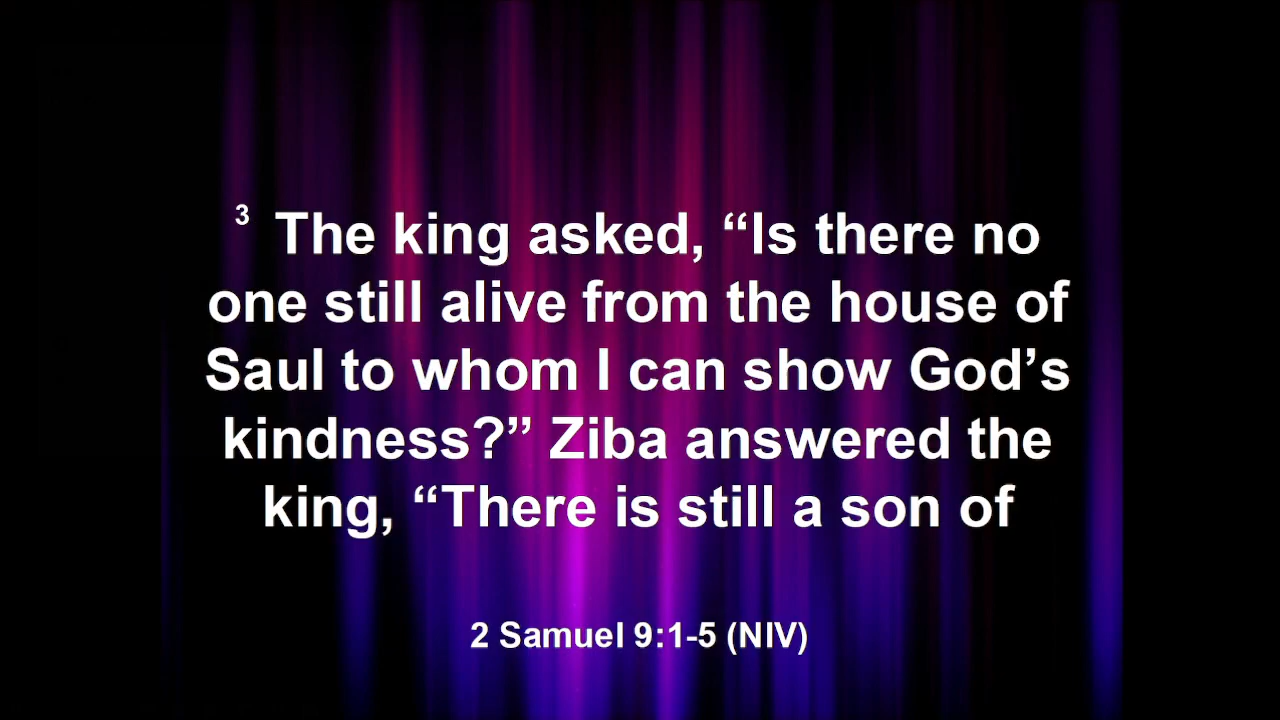 3 The king asked, “Is there no
one still alive from the house of
Saul to whom I can show God’s
kindness?” Ziba answered the
king, “There is still a son of
2 Samuel 9:1-5 (NIV)